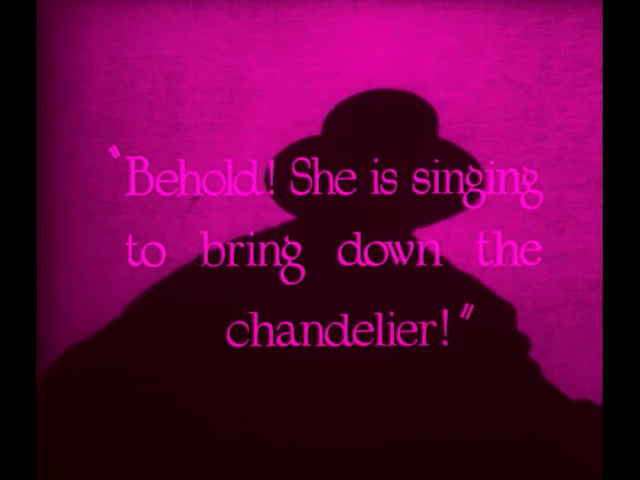 "Behold! She is singing
to bring down the
chandelier!"